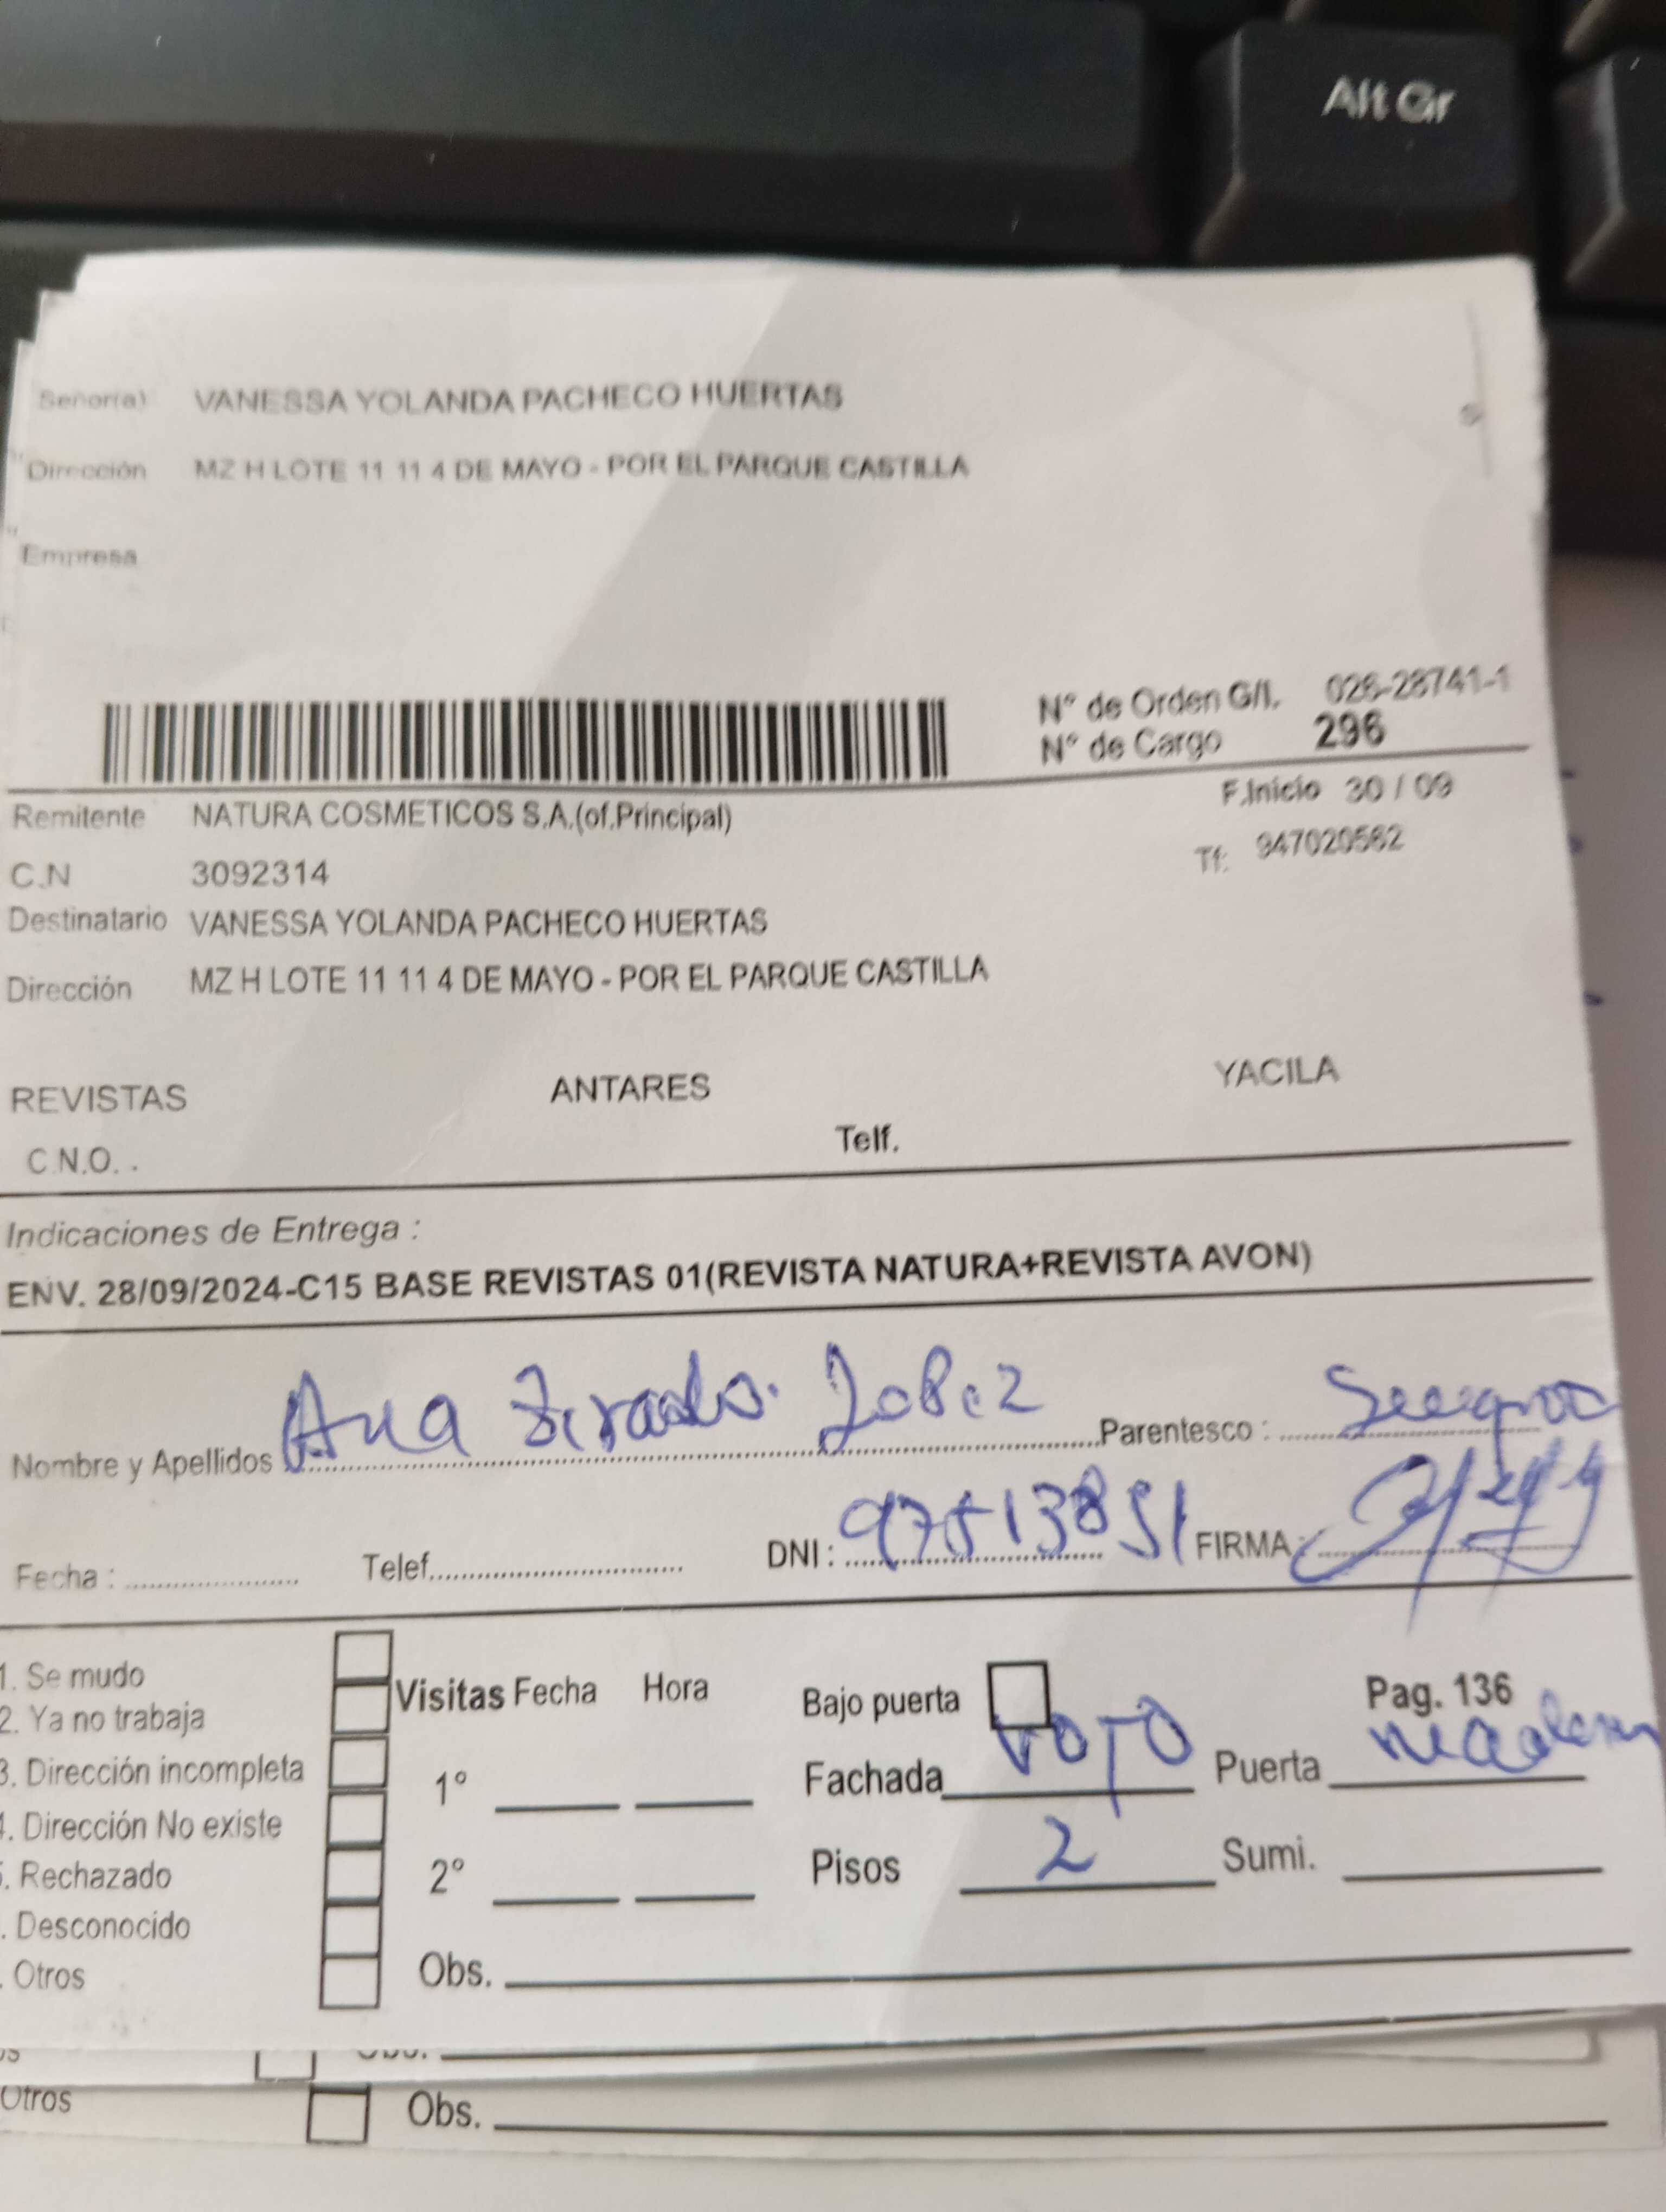 Alt Gr
Señor(a) VANESSA YOLANDA PACHECO HUERTAS
Dirección MZ H LOTE 11 11 4 DE MAYO - POR EL PARQUE CASTILLA
Empresa
N° de Orden G/I. 026-28741-1
N° de Cargo 296
F.Inicio 30 / 09
Remitente NATURA COSMETICOS S.A.(of.Principal)
Tf: 947020562
C.N 3092314
Destinatario VANESSA YOLANDA PACHECO HUERTAS
Dirección MZ H LOTE 11 11 4 DE MAYO - POR EL PARQUE CASTILLA
REVISTAS ANTARES YACILA
C.N.O. . Telf.
Indicaciones de Entrega :
ENV. 28/09/2024-C15 BASE REVISTAS 01(REVISTA NATURA+REVISTA AVON)
Nombre y Apellidos Ana Parentesco :
Fecha : Telef. DNI : 97513851 FIRMA :
1. Se mudo
2. Ya no trabaja
3. Dirección incompleta
4. Dirección No existe
5. Rechazado
. Desconocido
. Otros
Visitas Fecha Hora
1°
2°
Obs.
Bajo puerta Pag. 136
Fachada rojo Puerta madera
Pisos 2 Sumi.
Obs.
Otros Obs.